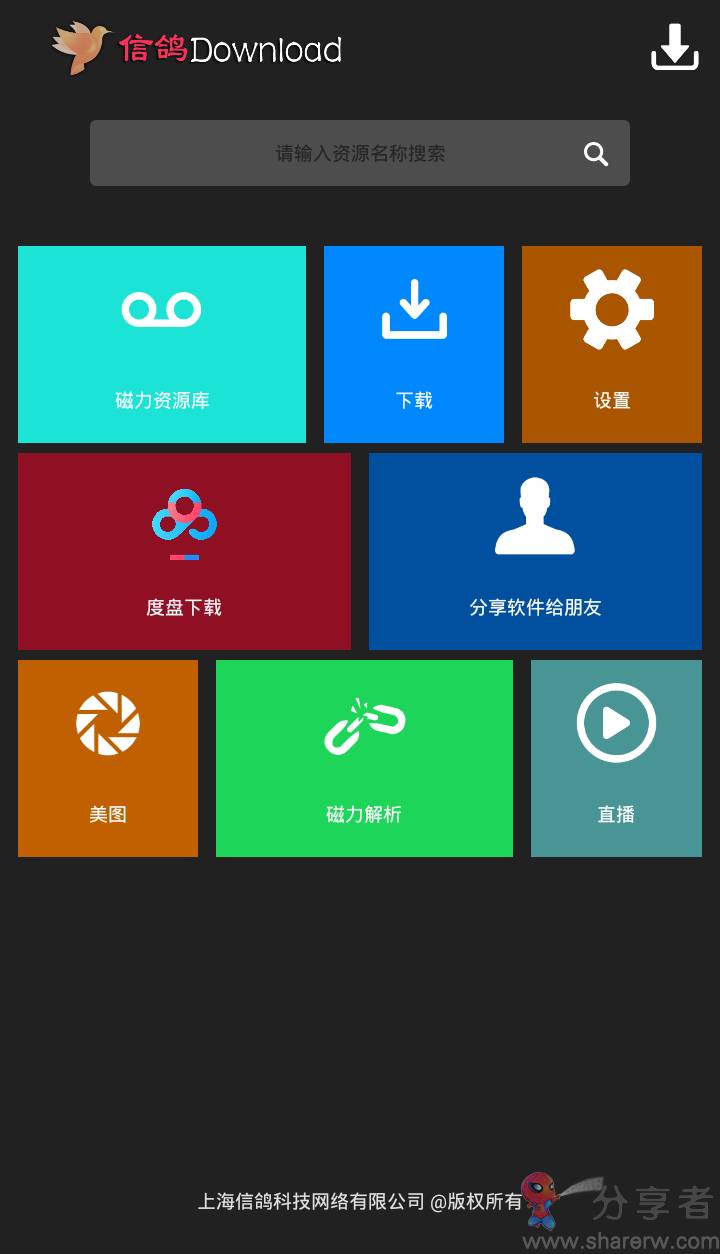 信鸽Download
请输入资源名称搜索
磁力资源库
下载
设置
度盘下载
分享软件给朋友
美图
磁力解析
直播
上海信鸽科技网络有限公司 @版权所有
分享者
www.sharerw.com